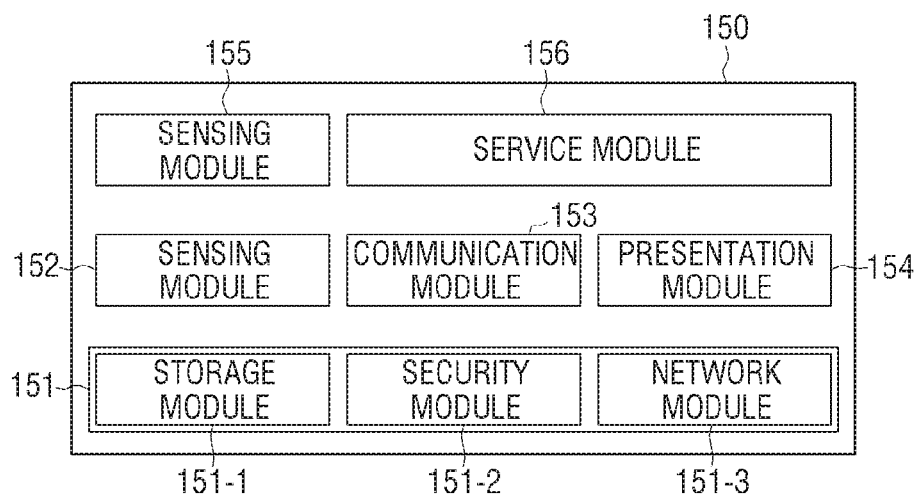 155
156
150
SENSING
MODULE
SERVICE MODULE
153
152
SENSING
MODULE
COMMUNICATION
MODULE
PRESENTATION
MODULE
154
151
STORAGE
MODULE
SECURITY
MODULE
NETWORK
MODULE
151-1
151-2
151-3